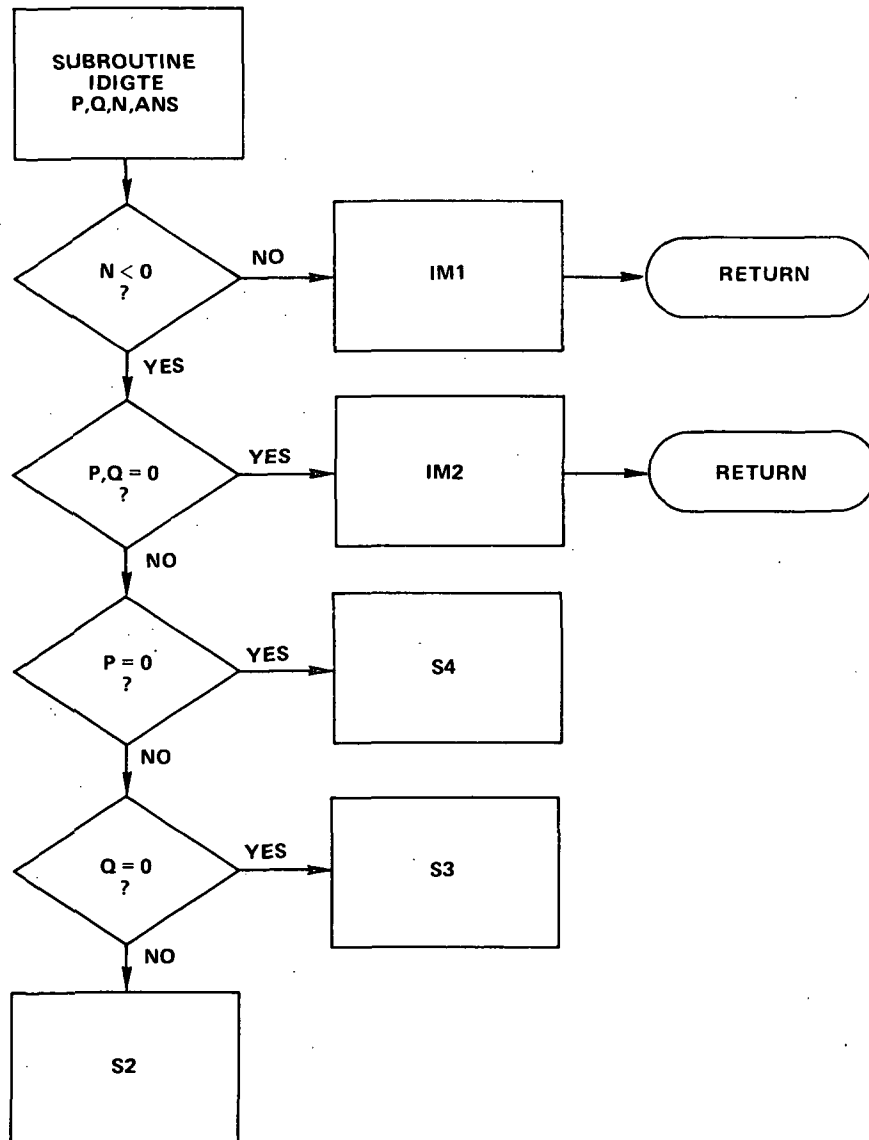 SUBROUTINE
IDIGTE
P,Q,N,ANS
N < 0
?
NO
IM1
RETURN
YES
P,Q = 0
?
YES
IM2
RETURN
NO
P = 0
?
YES
S4
NO
Q = 0
?
YES
S3
NO
S2